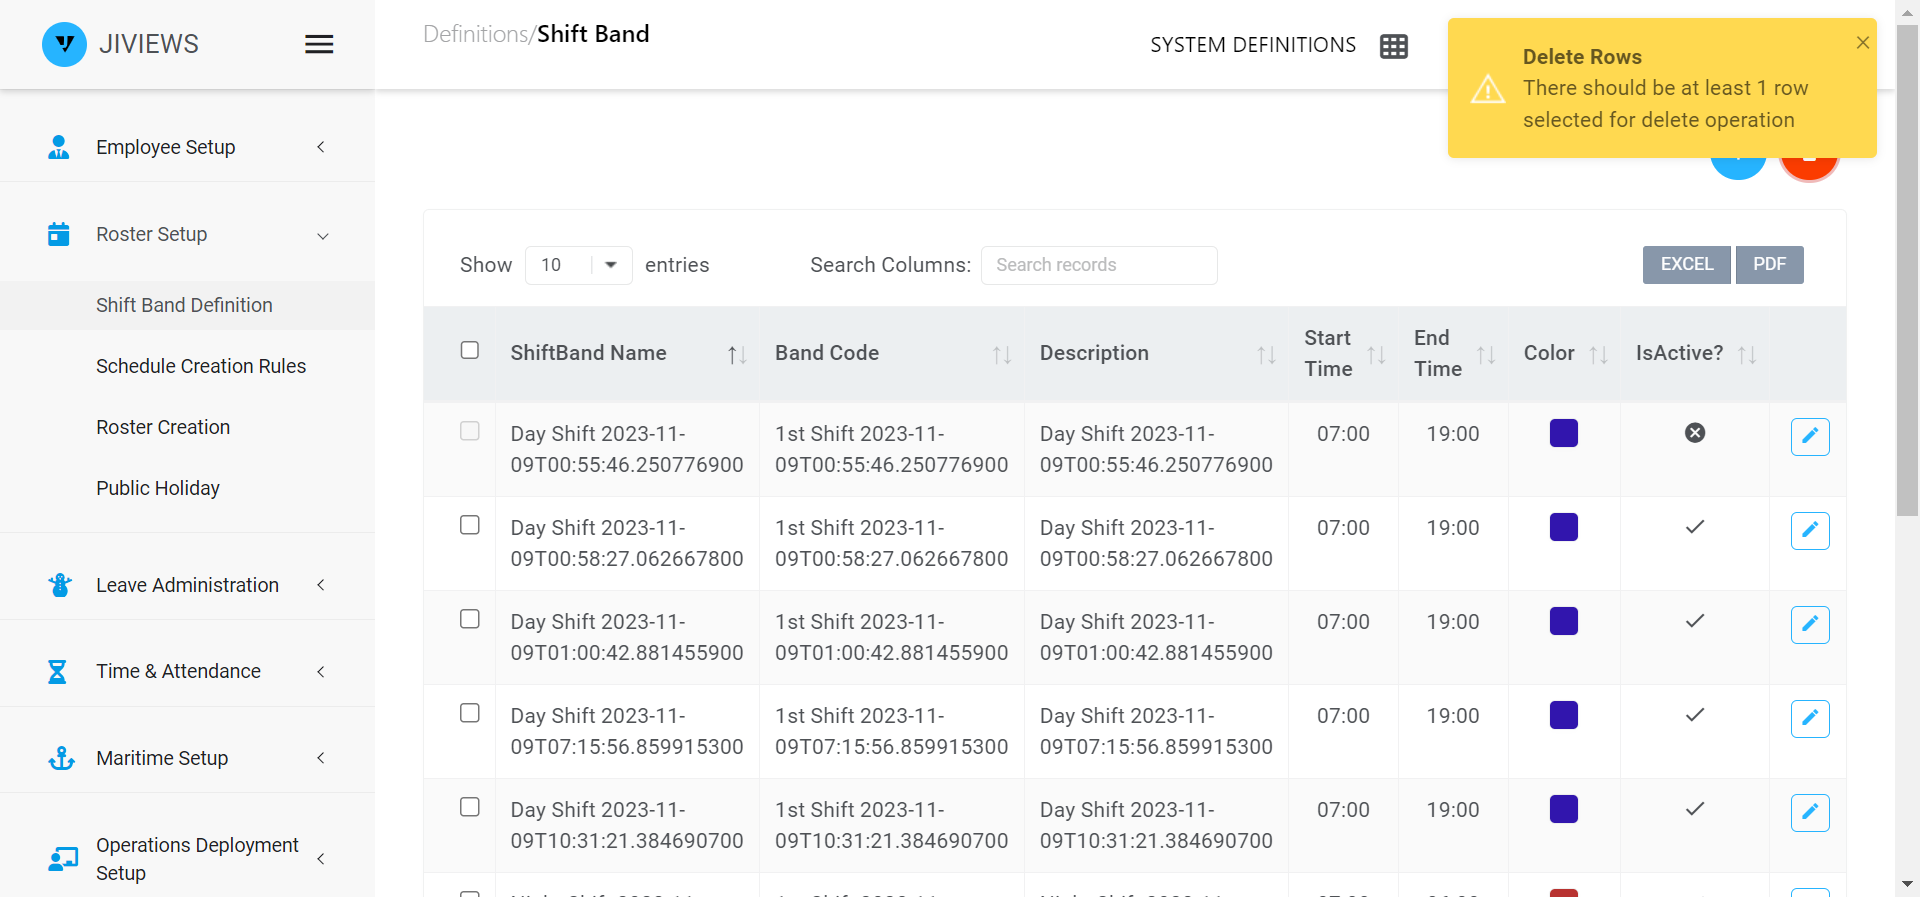 JIVIEWS
Definitions/Shift Band
SYSTEM DEFINITIONS
Delete Rows
There should be at least 1 row
selected for delete operation
Employee Setup
Roster Setup
Shift Band Definition
Schedule Creation Rules
Roster Creation
Public Holiday
Leave Administration
Time & Attendance
Maritime Setup
Operations Deployment
Setup
Show 10 entries
Search Columns: Search records
EXCEL PDF
ShiftBand Name Band Code Description Start Time End Time Color IsActive?
Day Shift 2023-11- 1st Shift 2023-11- Day Shift 2023-11- 07:00 19:00
09T00:55:46.250776900 09T00:55:46.250776900 09T00:55:46.250776900
Day Shift 2023-11- 1st Shift 2023-11- Day Shift 2023-11- 07:00 19:00
09T00:58:27.062667800 09T00:58:27.062667800 09T00:58:27.062667800
Day Shift 2023-11- 1st Shift 2023-11- Day Shift 2023-11- 07:00 19:00
09T01:00:42.881455900 09T01:00:42.881455900 09T01:00:42.881455900
Day Shift 2023-11- 1st Shift 2023-11- Day Shift 2023-11- 07:00 19:00
09T07:15:56.859915300 09T07:15:56.859915300 09T07:15:56.859915300
Day Shift 2023-11- 1st Shift 2023-11- Day Shift 2023-11- 07:00 19:00
09T10:31:21.384690700 09T10:31:21.384690700 09T10:31:21.384690700